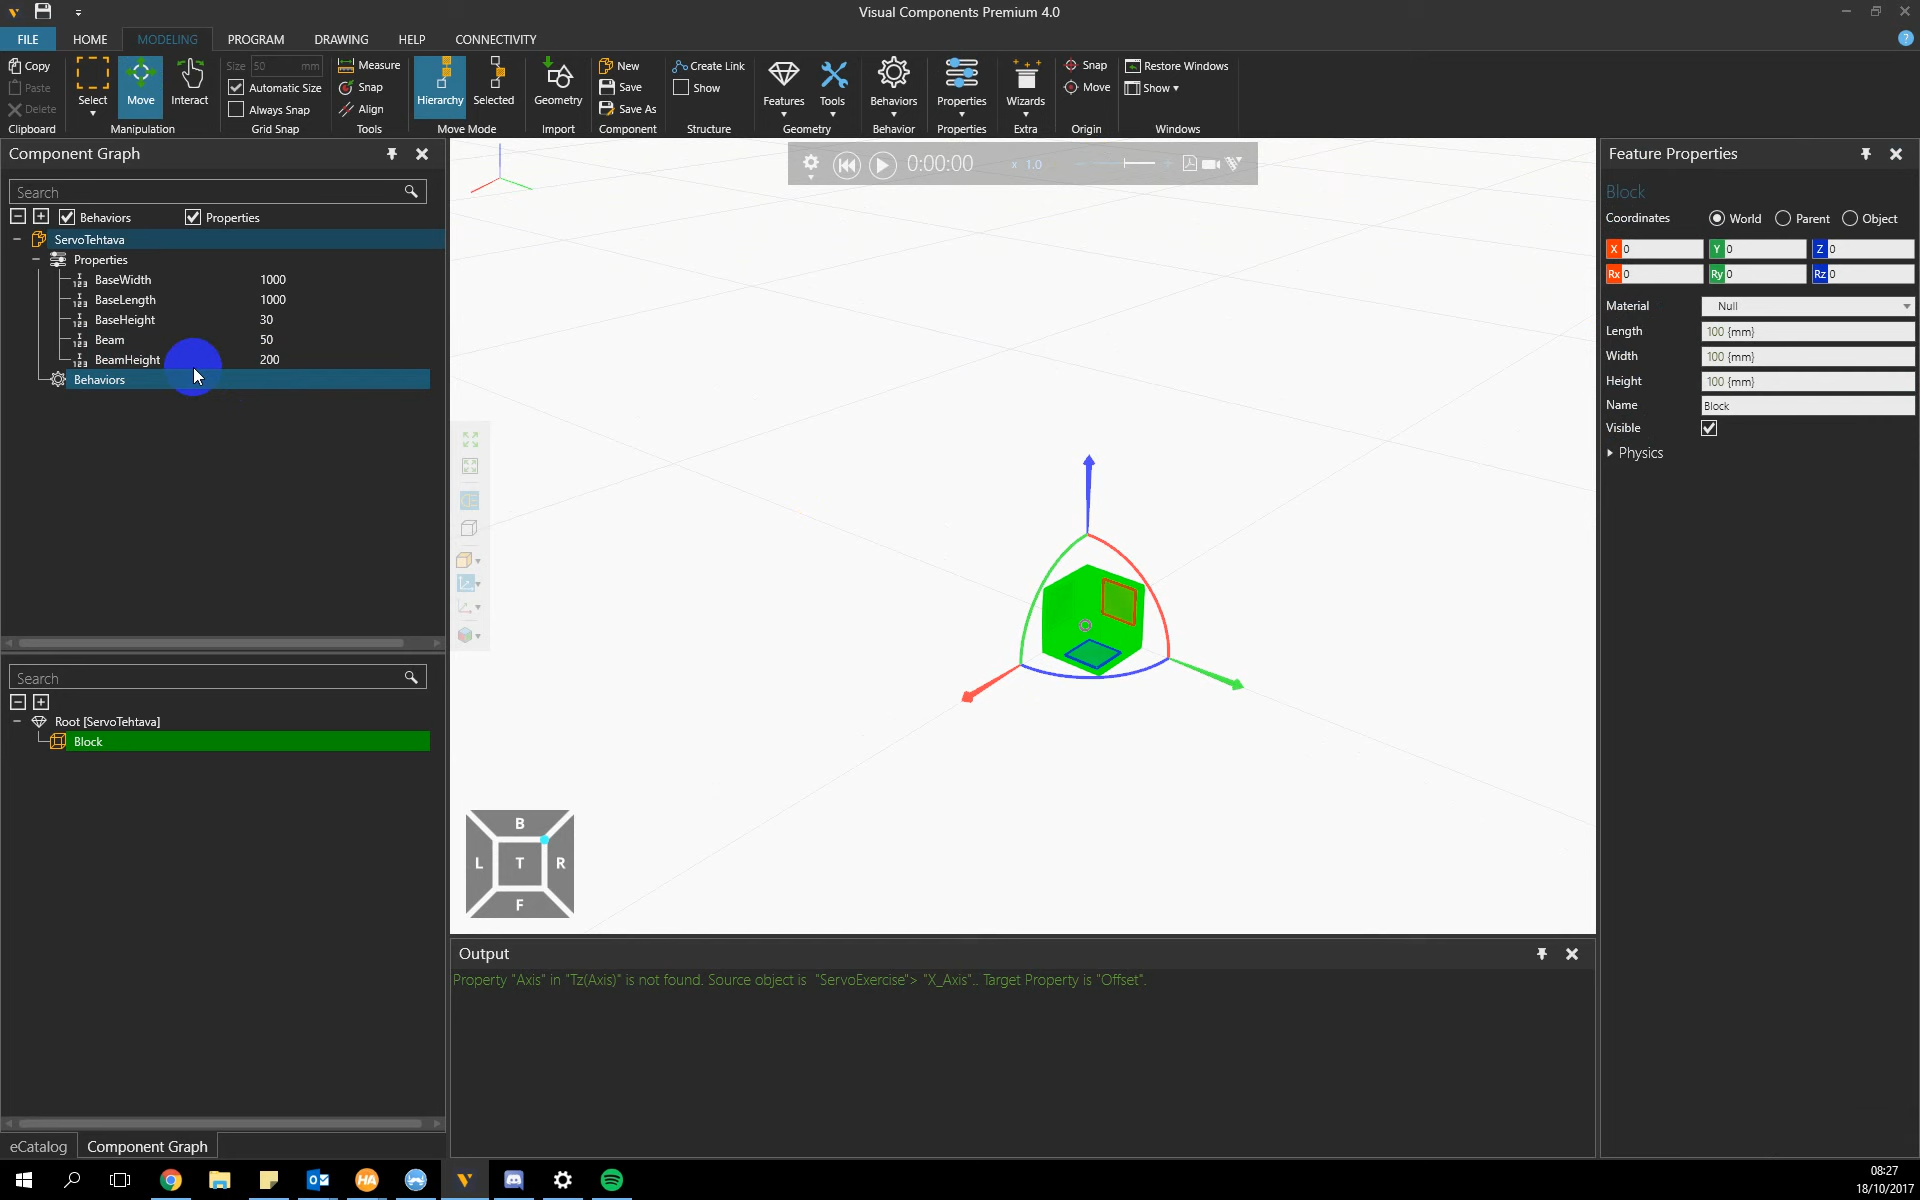 Visual Components Premium 4.0
FILE HOME MODELING PROGRAM DRAWING HELP CONNECTIVITY
Copy
Paste
Delete
Clipboard
Select
Move
Interact
Manipulation
Size 50 mm
Automatic Size
Always Snap
Grid Snap
Measure
Snap
Align
Tools
Hierarchy
Selected
Move Mode
Geometry
Import
New
Save
Save As
Component
Create Link
Show
Structure
Features
Tools
Geometry
Behaviors
Behavior
Properties
Properties
Wizards
Extra
Snap
Move
Origin
Restore Windows
Show
Windows
Component Graph
Search
Behaviors Properties
ServoTehtava
Properties
BaseWidth 1000
BaseLength 1000
BaseHeight 30
Beam 50
BeamHeight 200
Behaviors
Search
Root [ServoTehtava]
Block
eCatalog Component Graph
0:00:00 x 1.0
B
L T R
F
Output
Property "Axis" in "Tz(Axis)" is not found. Source object is "ServoExercise"> "X_Axis".. Target Property is "Offset".
Feature Properties
Block
Coordinates World Parent Object
X 0 Y 0 Z 0
Rx 0 Ry 0 Rz 0
Material Null
Length 100 {mm}
Width 100 {mm}
Height 100 {mm}
Name Block
Visible
Physics
08:27
18/10/2017